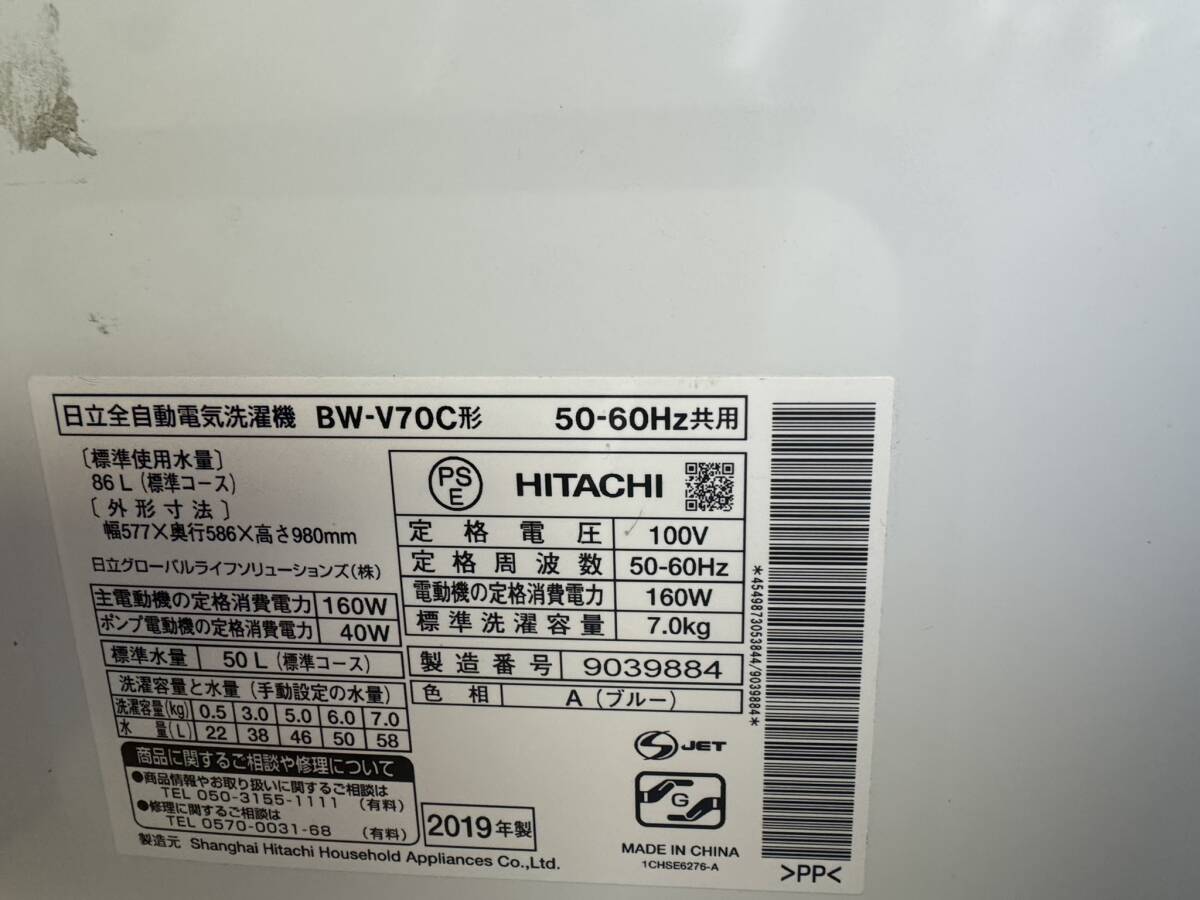 日立全自動電気洗濯機 BW-V70C形 50-60Hz共用
〔標準使用水量〕
86L(標準コース)
〔外形寸法〕
幅577×奥行586×高さ980mm
日立グローバルライフソリューションズ(株)
主電動機の定格消費電力 160W
ポンプ電動機の定格消費電力 40W
標準水量 50L(標準コース)
洗濯容量と水量(手動設定の水量)
洗濯容量(kg) 0.5 3.0 5.0 6.0 7.0
水量(L) 22 38 46 50 58
商品に関するご相談や修理について
●商品情報やお取り扱いに関するご相談は
TEL 050-3155-1111 (有料)
●修理に関するご相談は
TEL 0570-0031-68 (有料)
製造元 Shanghai Hitachi Household Appliances Co.,Ltd.
2019年製
PS
E
HITACHI
定格電圧 100V
定格周波数 50-60Hz
電動機の定格消費電力 160W
標準洗濯容量 7.0kg
製造番号 9039884
色相 A(ブルー)
S JET
G
MADE IN CHINA
1CHSE6276-A
*4549873053844/9039884*
>PP<